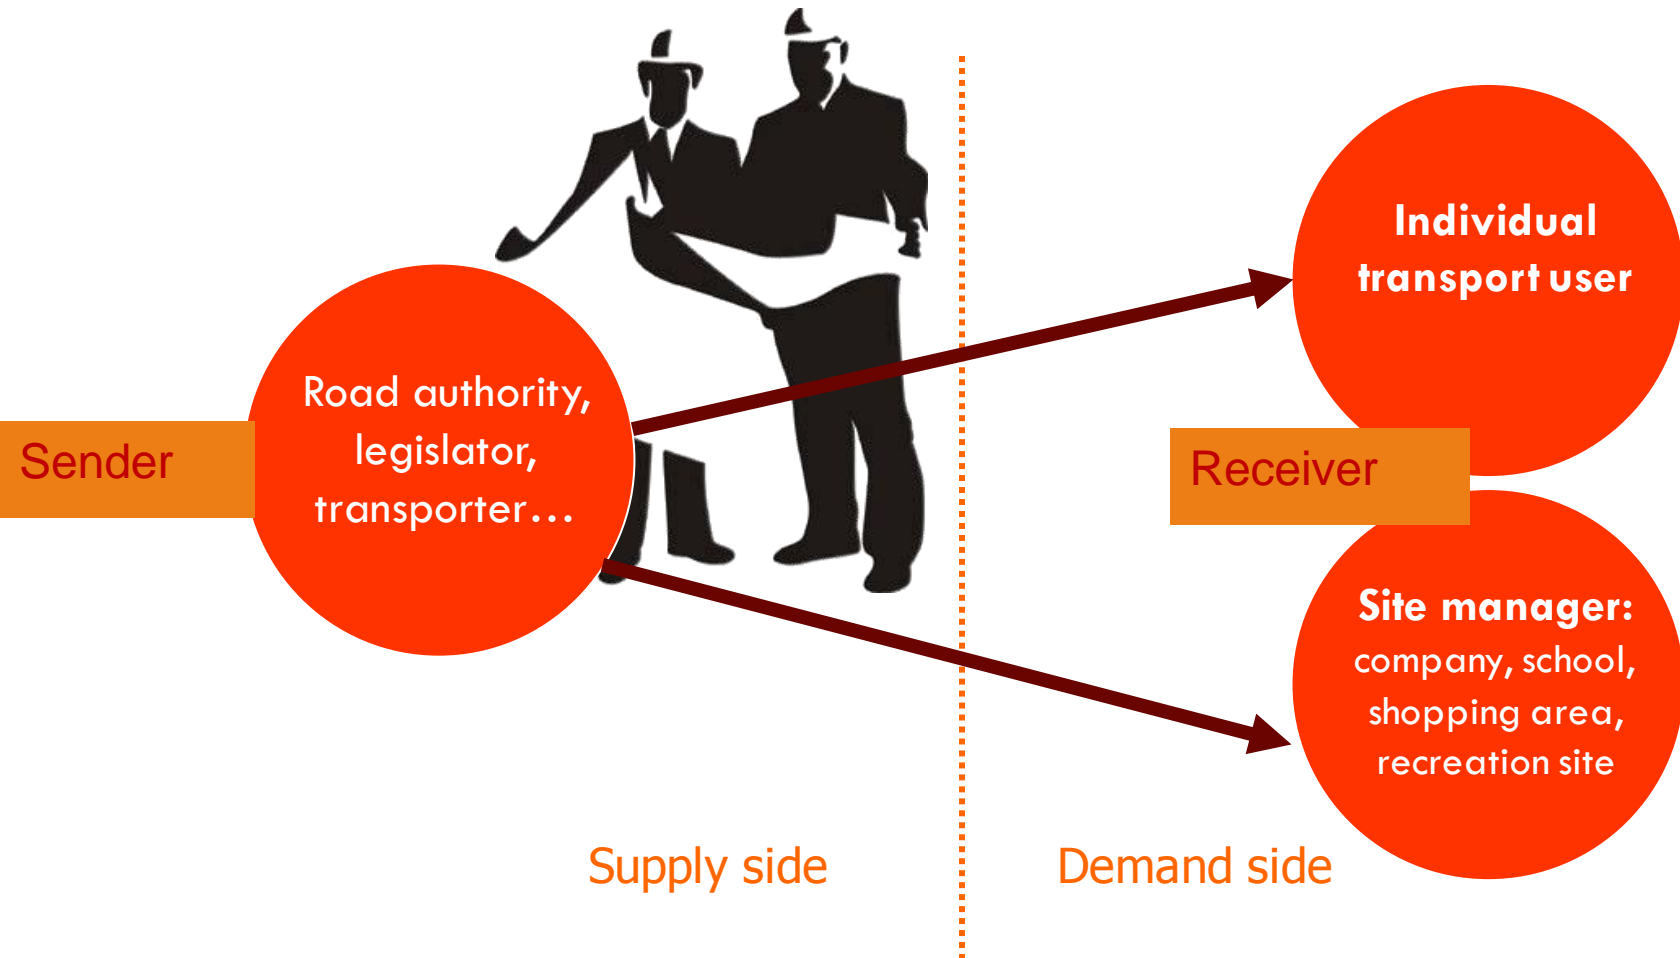 Sender
Road authority,
legislator,
transporter...
Individual
transport user
Receiver
Site manager:
company, school,
shopping area,
recreation site
Supply side
Demand side